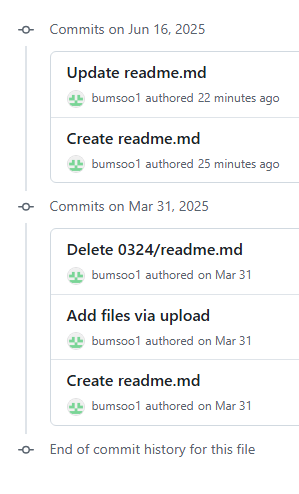 Commits on Jun 16, 2025
Update readme.md
bumsoo1 authored 22 minutes ago
Create readme.md
bumsoo1 authored 25 minutes ago
Commits on Mar 31, 2025
Delete 0324/readme.md
bumsoo1 authored on Mar 31
Add files via upload
bumsoo1 authored on Mar 31
Create readme.md
bumsoo1 authored on Mar 31
End of commit history for this file